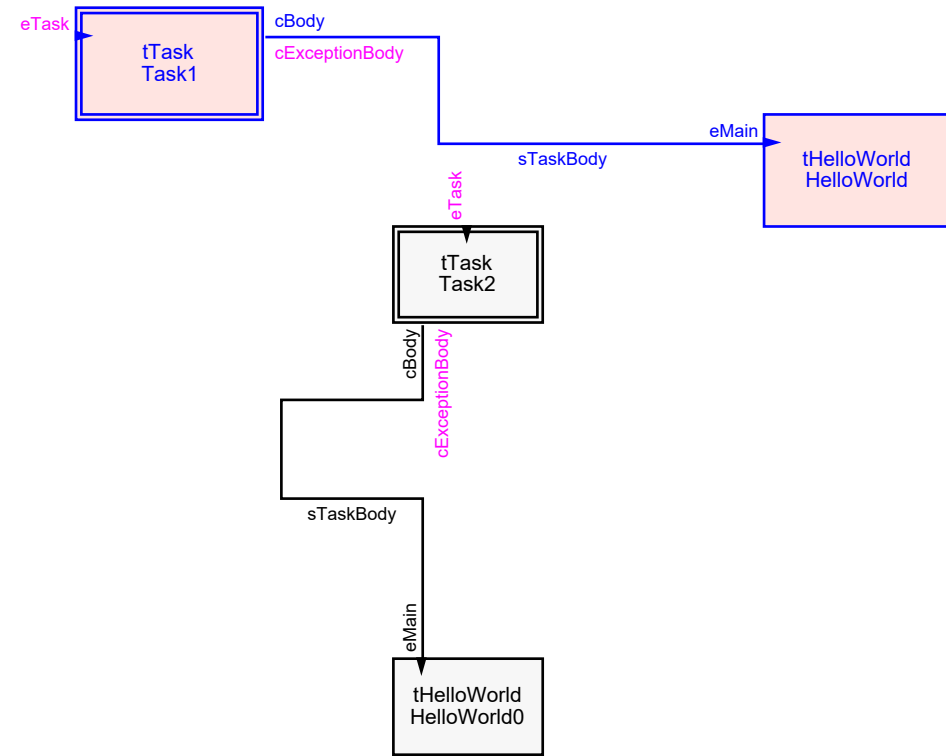 eTask
tTask
Task1
cBody
cExceptionBody
sTaskBody
eMain
tHelloWorld
HelloWorld
eTask
tTask
Task2
cBody
cExceptionBody
sTaskBody
eMain
tHelloWorld
HelloWorld0